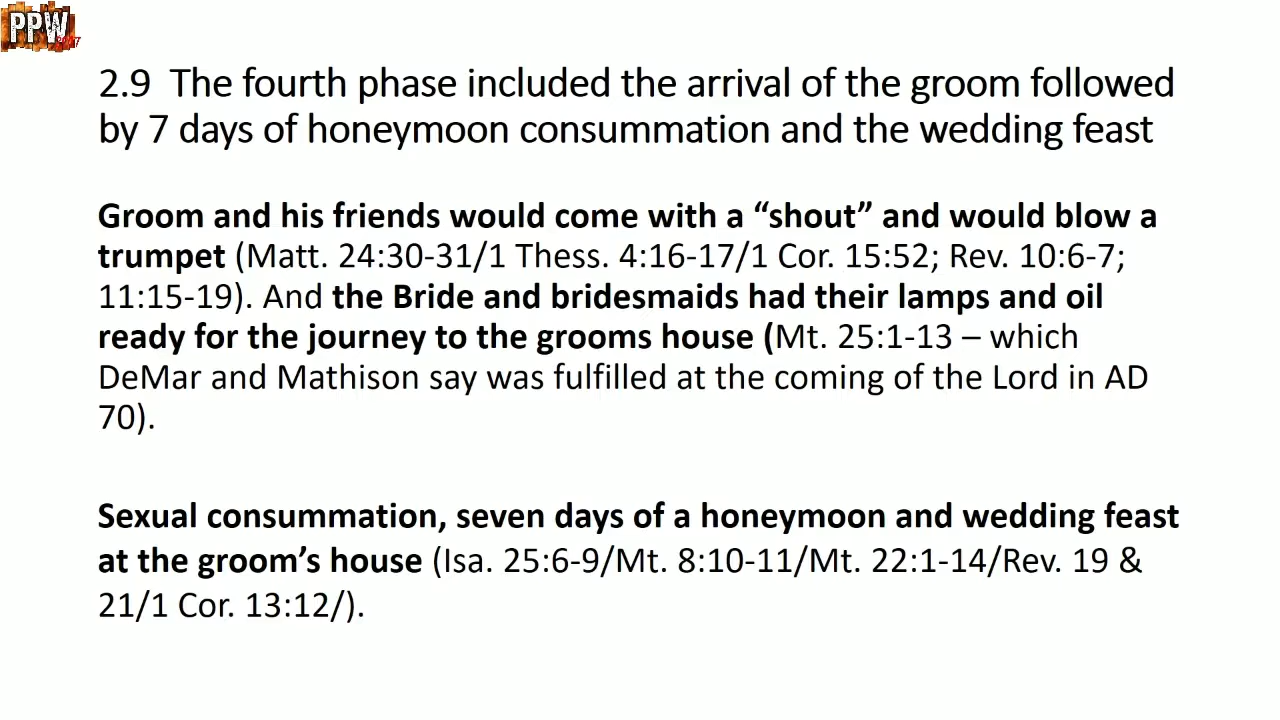 PPW
2.9 The fourth phase included the arrival of the groom followed
by 7 days of honeymoon consummation and the wedding feast
Groom and his friends would come with a “shout” and would blow a
trumpet (Matt. 24:30-31/1 Thess. 4:16-17/1 Cor. 15:52; Rev. 10:6-7;
11:15-19). And the Bride and bridesmaids had their lamps and oil
ready for the journey to the grooms house (Mt. 25:1-13 – which
DeMar and Mathison say was fulfilled at the coming of the Lord in AD
70).
Sexual consummation, seven days of a honeymoon and wedding feast
at the groom’s house (Isa. 25:6-9/Mt. 8:10-11/Mt. 22:1-14/Rev. 19 &
21/1 Cor. 13:12/).